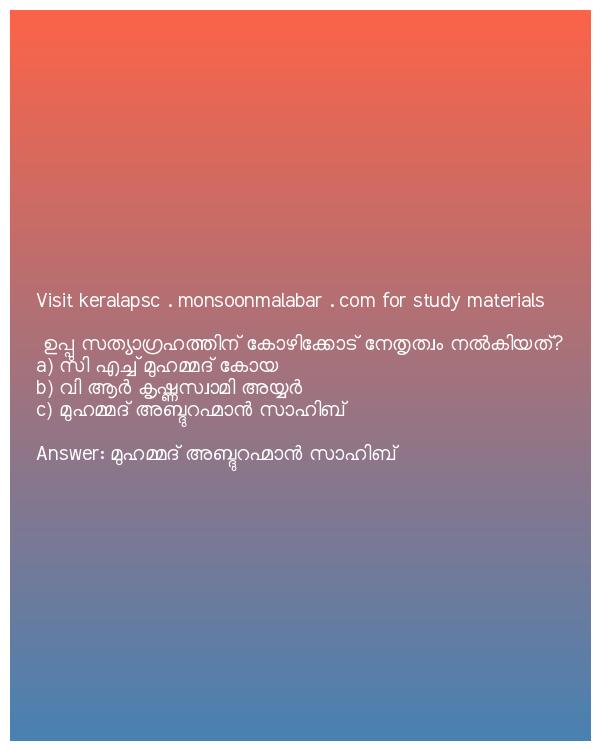 Visit keralapsc . monsoonmalabar . com for study materials
ഉപ്പു സത്യാഗ്രഹത്തിന് കോഴിക്കോട് നേതൃത്വം നൽകിയത്?
a) സി എച്ച് മുഹമ്മദ് കോയ
b) വി ആർ കൃഷ്ണസ്വാമി അയ്യർ
c) മുഹമ്മദ് അബ്ദുറഹ്മാൻ സാഹിബ്
Answer: മുഹമ്മദ് അബ്ദുറഹ്മാൻ സാഹിബ്